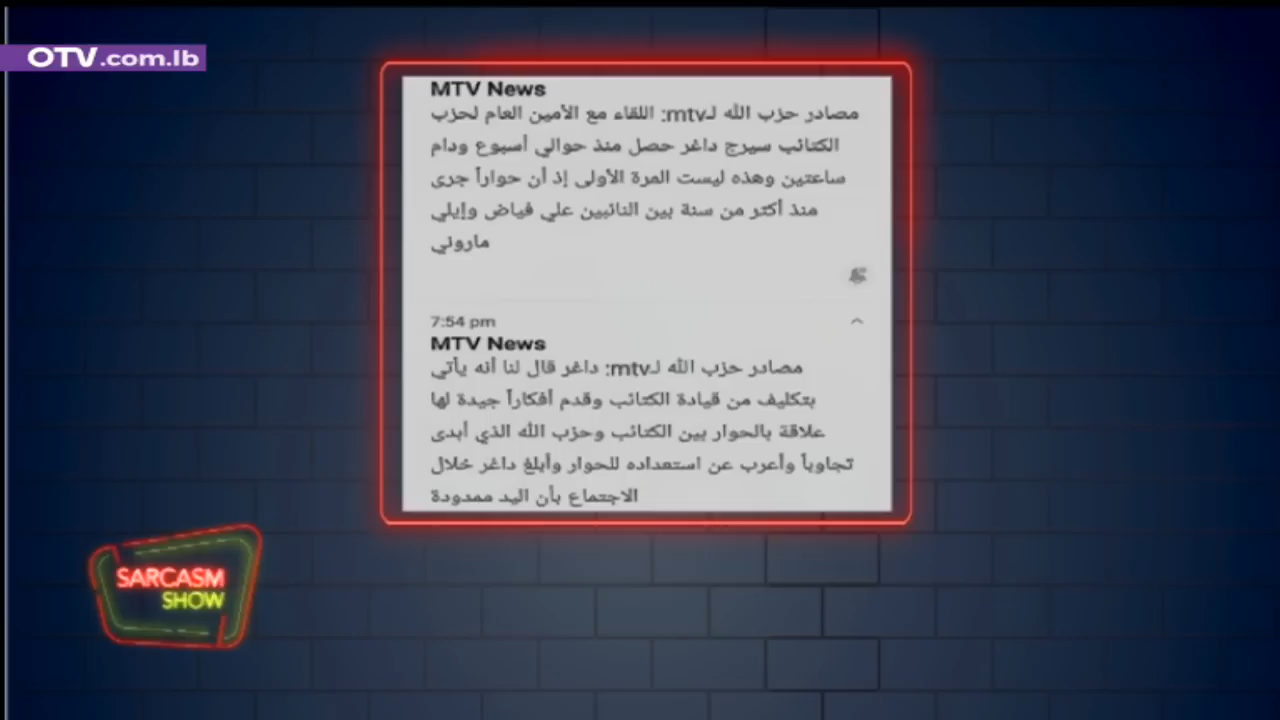 OTV.com.lb
MTV News
مصادر حزب الله لـmtv: اللقاء مع الأمين العام لحزب
الكتائب سيرج داغر حصل منذ حوالي أسبوع ودام
ساعتين وهذه ليست المرة الأولى إذ أن حواراً جرى
منذ أكثر من سنة بين النائبين علي فياض وإيلي
ماروني
7:54 pm
MTV News
مصادر حزب الله لـmtv: داغر قال لنا أنه يأتي
بتكليف من قيادة الكتائب وقدم أفكاراً جيدة لها
علاقة بالحوار بين الكتائب وحزب الله الذي أبدى
تجاوباً وأعرب عن استعداده للحوار وأبلغ داغر خلال
الاجتماع بأن اليد ممدودة
SARCASM
SHOW